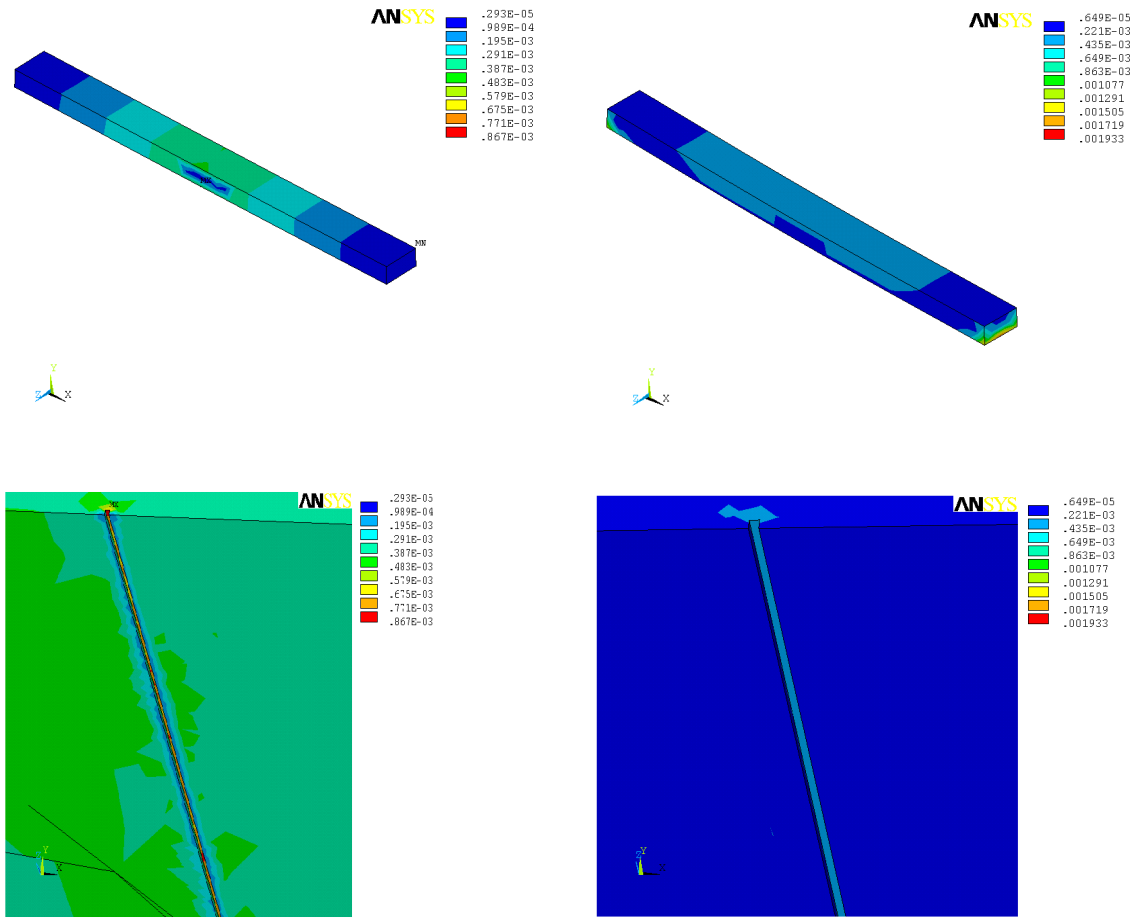 ANSYS
.293E-05
.989E-04
.195E-03
.291E-03
.387E-03
.483E-03
.579E-03
.675E-03
.771E-03
.867E-03
MX
MN
Y
Z
X
ANSYS
.649E-05
.221E-03
.435E-03
.649E-03
.863E-03
.001077
.001291
.001505
.001719
.001933
Y
Z
X
ANSYS
.293E-05
.989E-04
.195E-03
.291E-03
.387E-03
.483E-03
.579E-03
.675E-03
.771E-03
.867E-03
MX
Y
Z
X
ANSYS
.649E-05
.221E-03
.435E-03
.649E-03
.863E-03
.001077
.001291
.001505
.001719
.001933
Y
Z
X